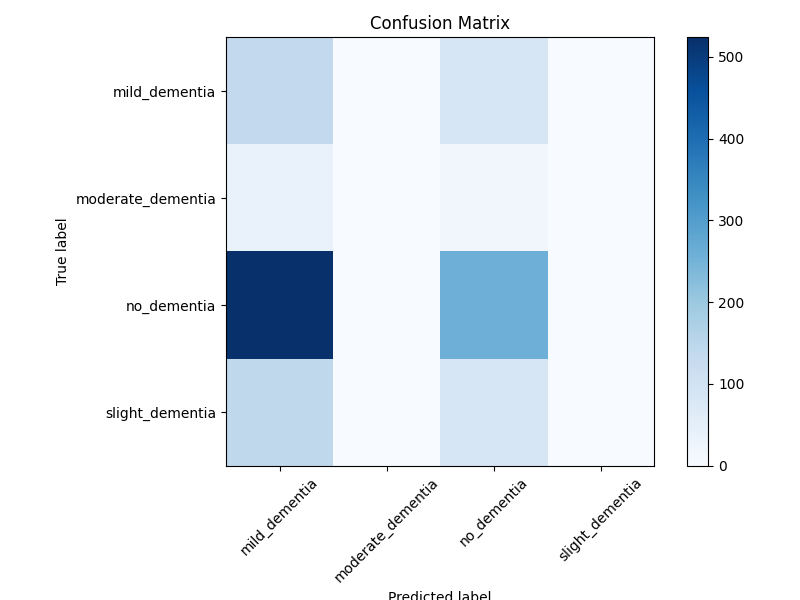 Confusion Matrix
mild_dementia
moderate_dementia
no_dementia
slight_dementia
True label
mild_dementia
moderate_dementia
no_dementia
slight_dementia
Predicted label
500
400
300
200
100
0